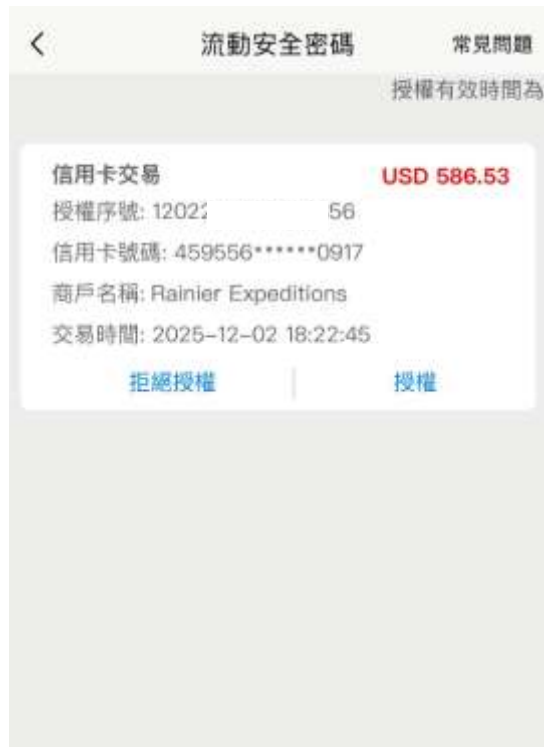 流動安全密碼 常見問題
授權有效時間為
信用卡交易 USD 586.53
授權序號: 12022 56
信用卡號碼: 459556******0917
商戶名稱: Rainier Expeditions
交易時間: 2025-12-02 18:22:45
拒絕授權 授權